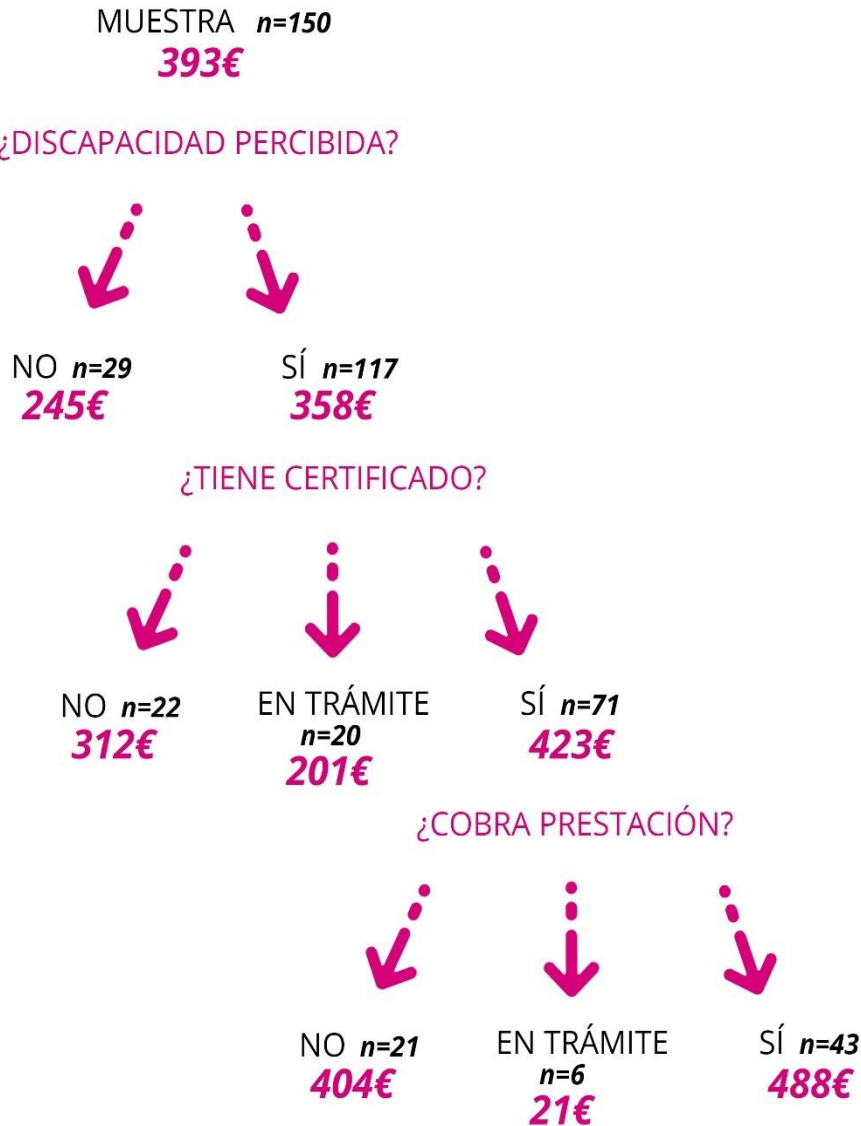 MUESTRA n=150
393€
¿DISCAPACIDAD PERCIBIDA?
NO n=29
245€
SÍ n=117
358€
¿TIENE CERTIFICADO?
NO n=22
312€
EN TRÁMITE
n=20
201€
SÍ n=71
423€
¿COBRA PRESTACIÓN?
NO n=21
404€
EN TRÁMITE
n=6
21€
SÍ n=43
488€